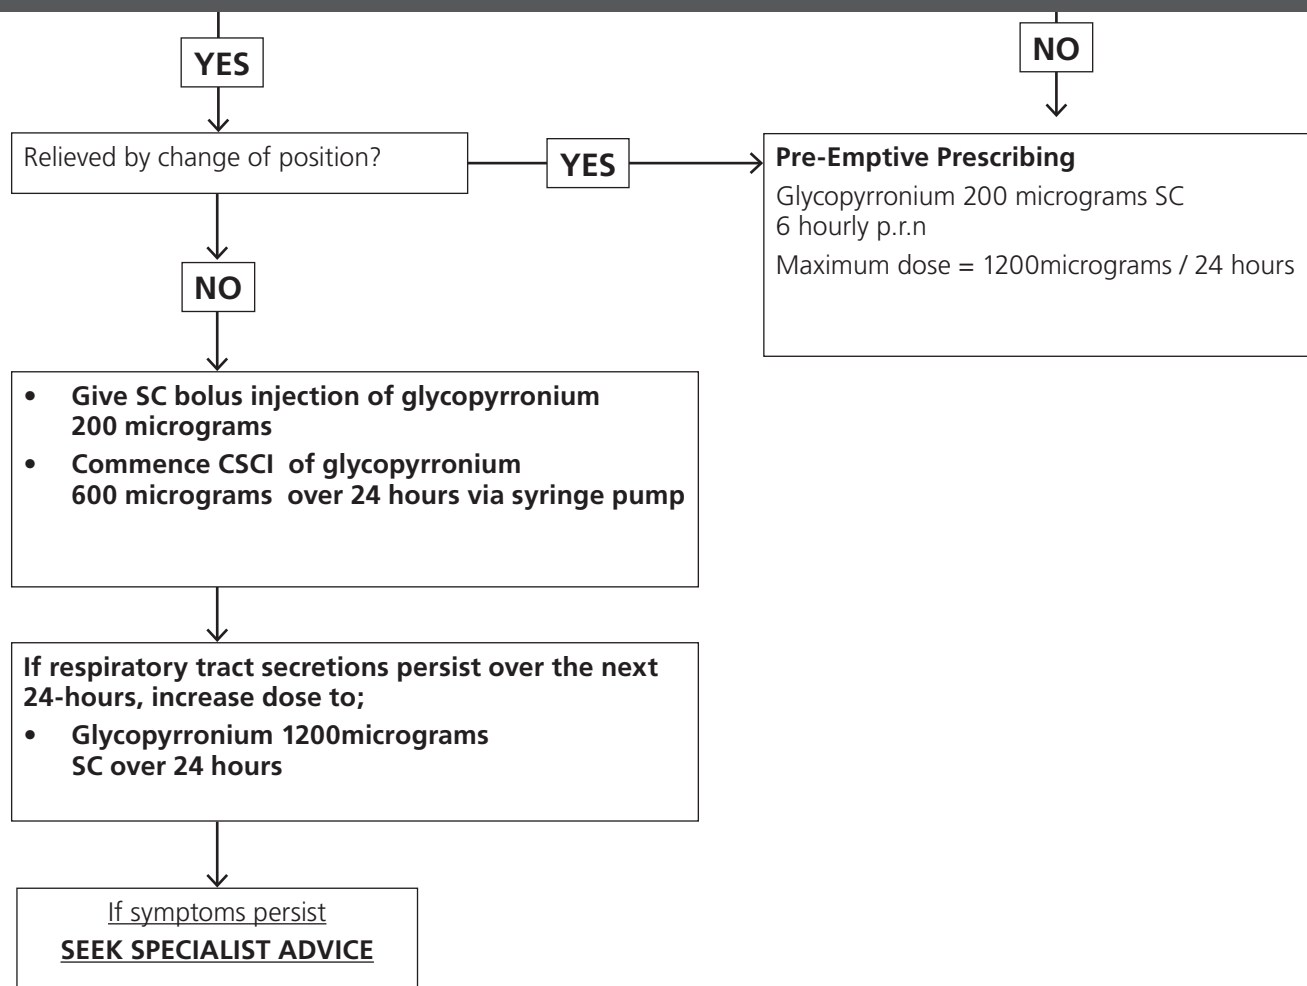 YES
NO
Relieved by change of position?
YES
Pre-Emptive Prescribing
Glycopyrronium 200 micrograms SC
6 hourly p.r.n
Maximum dose = 1200micrograms / 24 hours
NO
• Give SC bolus injection of glycopyrronium
200 micrograms
• Commence CSCI of glycopyrronium
600 micrograms over 24 hours via syringe pump
If respiratory tract secretions persist over the next
24-hours, increase dose to;
• Glycopyrronium 1200micrograms
SC over 24 hours
If symptoms persist
SEEK SPECIALIST ADVICE